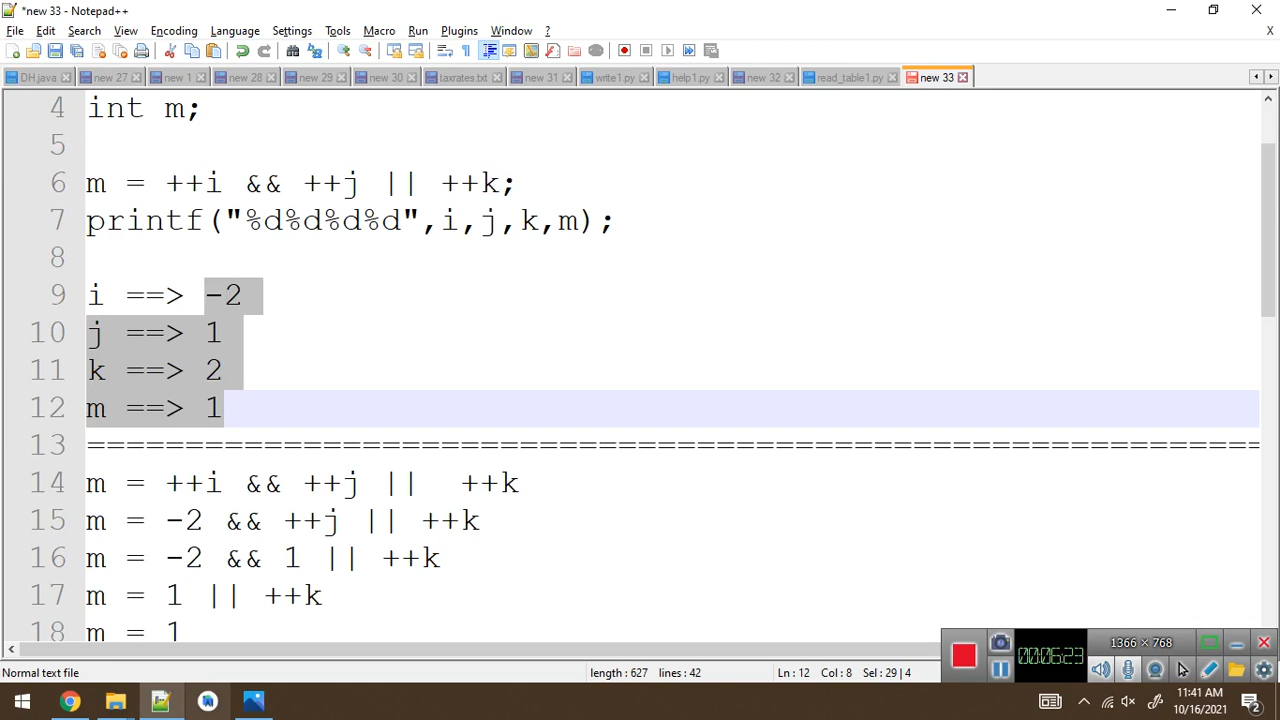 *new 33 - Notepad++
File Edit Search View Encoding Language Settings Tools Macro Run Plugins Window ? X
DH.java new 27 new 1 new 28 new 29 new 30 taxrates.txt new 31 write1.py help1.py new 32 read_table1.py new 33
4 int m;
5
6 m = ++i && ++j || ++k;
7 printf("%d%d%d%d",i,j,k,m);
8
9 i ==> -2
10 j ==> 1
11 k ==> 2
12 m ==> 1
13 ============================================================
14 m = ++i && ++j ||  ++k
15 m = -2 && ++j || ++k
16 m = -2 && 1 || ++k
17 m = 1 || ++k
18 m = 1
1366 × 768
00:06:23
Normal text file length : 627 lines : 42 Ln : 12 Col : 8 Sel : 29 | 4
11:41 AM
10/16/2021
2